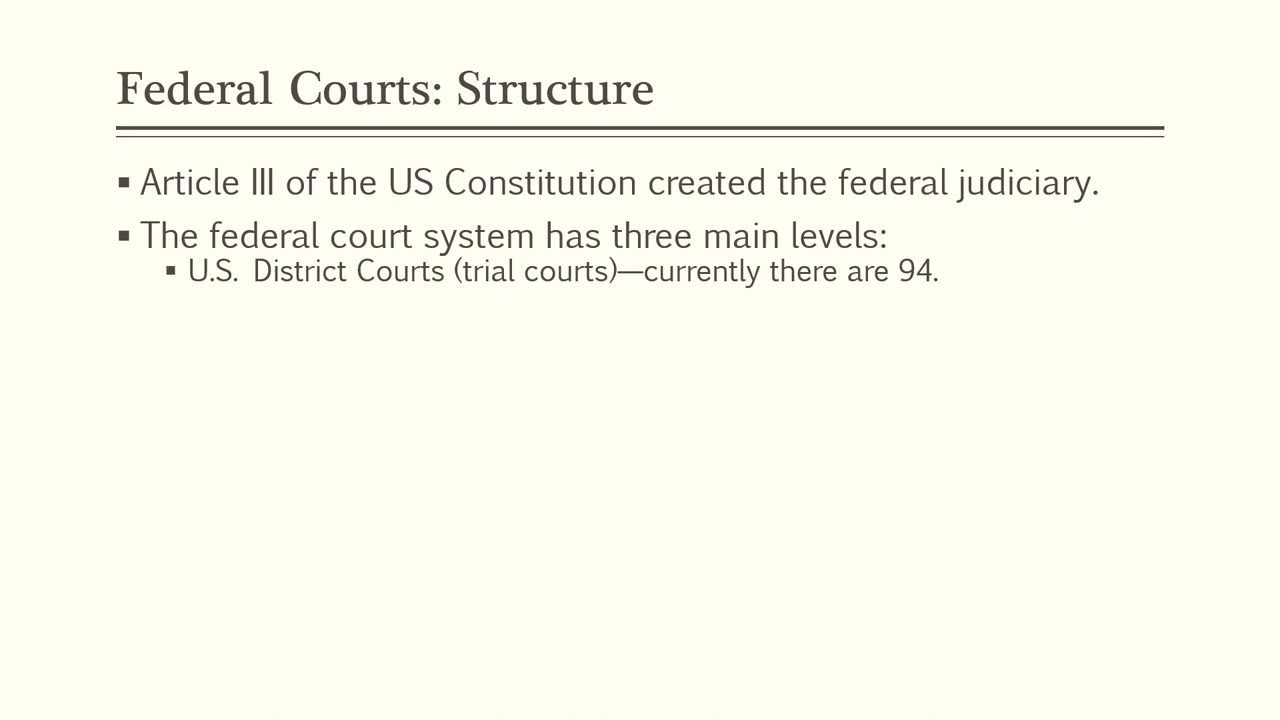 Federal Courts: Structure
▪ Article III of the US Constitution created the federal judiciary.
▪ The federal court system has three main levels:
▪ U.S. District Courts (trial courts)—currently there are 94.